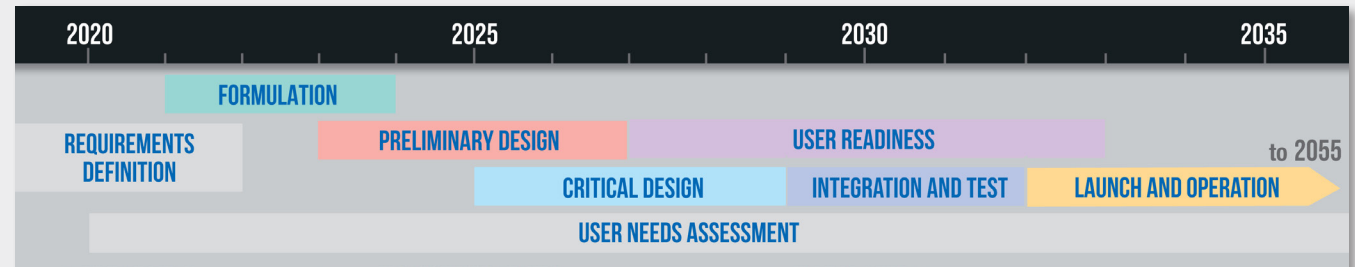 2020 2025 2030 2035
FORMULATION
REQUIREMENTS
DEFINITION
PRELIMINARY DESIGN
USER READINESS
to 2055
CRITICAL DESIGN
INTEGRATION AND TEST
LAUNCH AND OPERATION
USER NEEDS ASSESSMENT